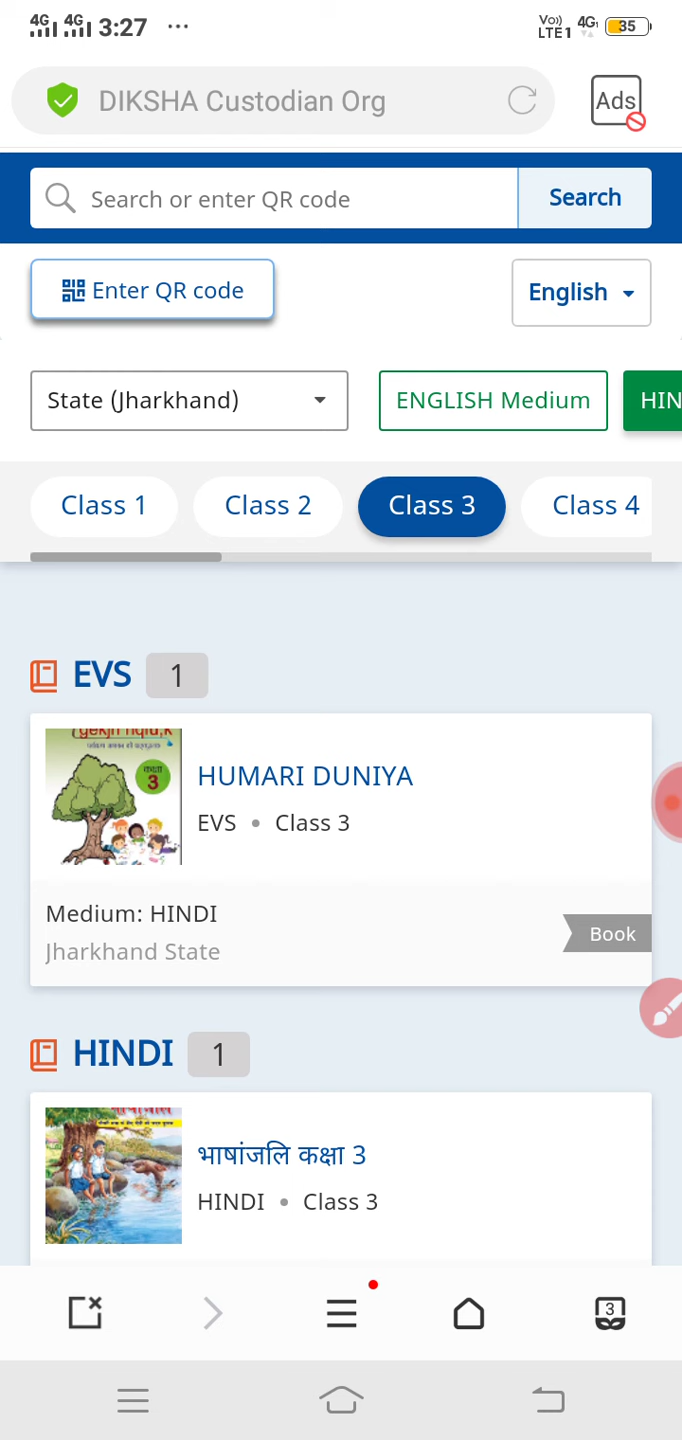 4G 4G 3:27 ...
Vo)) LTE1 4G 35
DIKSHA Custodian Org
Ads
Search or enter QR code
Search
Enter QR code
English
State (Jharkhand)
ENGLISH Medium
HIN
Class 1
Class 2
Class 3
Class 4
EVS 1
कक्षा
3
HUMARI DUNIYA
EVS • Class 3
Medium: HINDI
Jharkhand State
Book
HINDI 1
भाषांजलि कक्षा 3
HINDI • Class 3
3